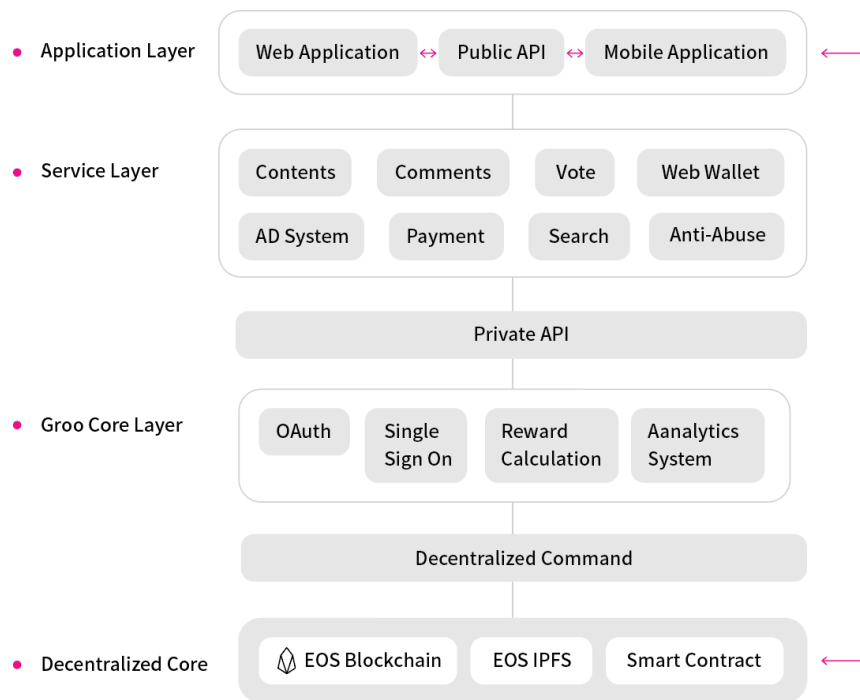 Application Layer
Web Application
Public API
Mobile Application
Service Layer
Contents
Comments
Vote
Web Wallet
AD System
Payment
Search
Anti-Abuse
Private API
Groo Core Layer
OAuth
Single
Sign On
Reward
Calculation
Aanalytics
System
Decentralized Command
Decentralized Core
EOS Blockchain
EOS IPFS
Smart Contract